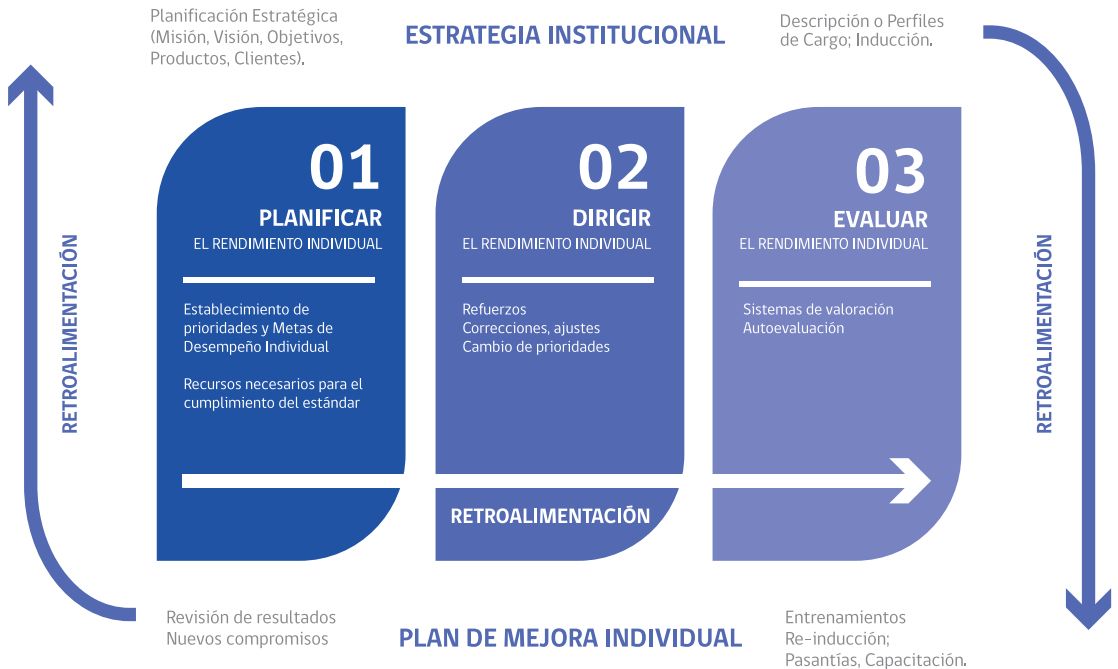 Planificación Estratégica
(Misión, Visión, Objetivos,
Productos, Clientes).
ESTRATEGIA INSTITUCIONAL
Descripción o Perfiles
de Cargo; Inducción.
RETROALIMENTACIÓN
01
PLANIFICAR
EL RENDIMIENTO INDIVIDUAL
Establecimiento de
prioridades y Metas de
Desempeño Individual
Recursos necesarios para el
cumplimiento del estándar
02
DIRIGIR
EL RENDIMIENTO INDIVIDUAL
Refuerzos
Correcciones, ajustes
Cambio de prioridades
RETROALIMENTACIÓN
03
EVALUAR
EL RENDIMIENTO INDIVIDUAL
Sistemas de valoración
Autoevaluación
RETROALIMENTACIÓN
Revisión de resultados
Nuevos compromisos
PLAN DE MEJORA INDIVIDUAL
Entrenamientos
Re-inducción;
Pasantías, Capacitación.